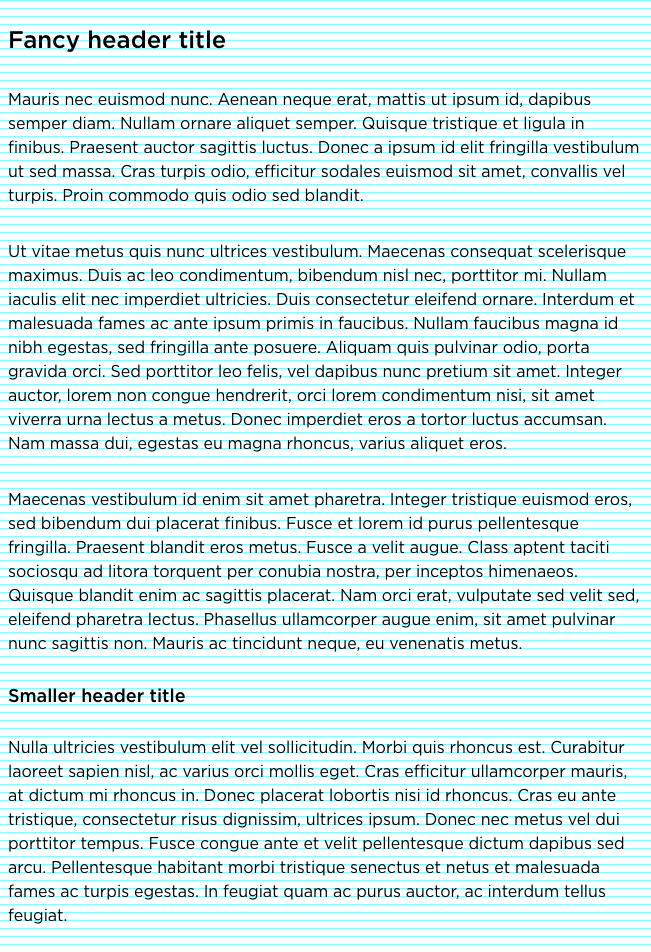 Fancy header title
Mauris nec euismod nunc. Aenean neque erat, mattis ut ipsum id, dapibus
semper diam. Nullam ornare aliquet semper. Quisque tristique et ligula in
finibus. Praesent auctor sagittis luctus. Donec a ipsum id elit fringilla vestibulum
ut sed massa. Cras turpis odio, efficitur sodales euismod sit amet, convallis vel
turpis. Proin commodo quis odio sed blandit.
Ut vitae metus quis nunc ultrices vestibulum. Maecenas consequat scelerisque
maximus. Duis ac leo condimentum, bibendum nisl nec, porttitor mi. Nullam
iaculis elit nec imperdiet ultricies. Duis consectetur eleifend ornare. Interdum et
malesuada fames ac ante ipsum primis in faucibus. Nullam faucibus magna id
nibh egestas, sed fringilla ante posuere. Aliquam quis pulvinar odio, porta
gravida orci. Sed porttitor leo felis, vel dapibus nunc pretium sit amet. Integer
auctor, lorem non congue hendrerit, orci lorem condimentum nisi, sit amet
viverra urna lectus a metus. Donec imperdiet eros a tortor luctus accumsan.
Nam massa dui, egestas eu magna rhoncus, varius aliquet eros.
Maecenas vestibulum id enim sit amet pharetra. Integer tristique euismod eros,
sed bibendum dui placerat finibus. Fusce et lorem id purus pellentesque
fringilla. Praesent blandit eros metus. Fusce a velit augue. Class aptent taciti
sociosqu ad litora torquent per conubia nostra, per inceptos himenaeos.
Quisque blandit enim ac sagittis placerat. Nam orci erat, vulputate sed velit sed,
eleifend pharetra lectus. Phasellus ullamcorper augue enim, sit amet pulvinar
nunc sagittis non. Mauris ac tincidunt neque, eu venenatis metus.
Smaller header title
Nulla ultricies vestibulum elit vel sollicitudin. Morbi quis rhoncus est. Curabitur
laoreet sapien nisl, ac varius orci mollis eget. Cras efficitur ullamcorper mauris,
at dictum mi rhoncus in. Donec placerat lobortis nisi id rhoncus. Cras eu ante
tristique, consectetur risus dignissim, ultrices ipsum. Donec nec metus vel dui
porttitor tempus. Fusce congue ante et velit pellentesque dictum dapibus sed
arcu. Pellentesque habitant morbi tristique senectus et netus et malesuada
fames ac turpis egestas. In feugiat quam ac purus auctor, ac interdum tellus
feugiat.